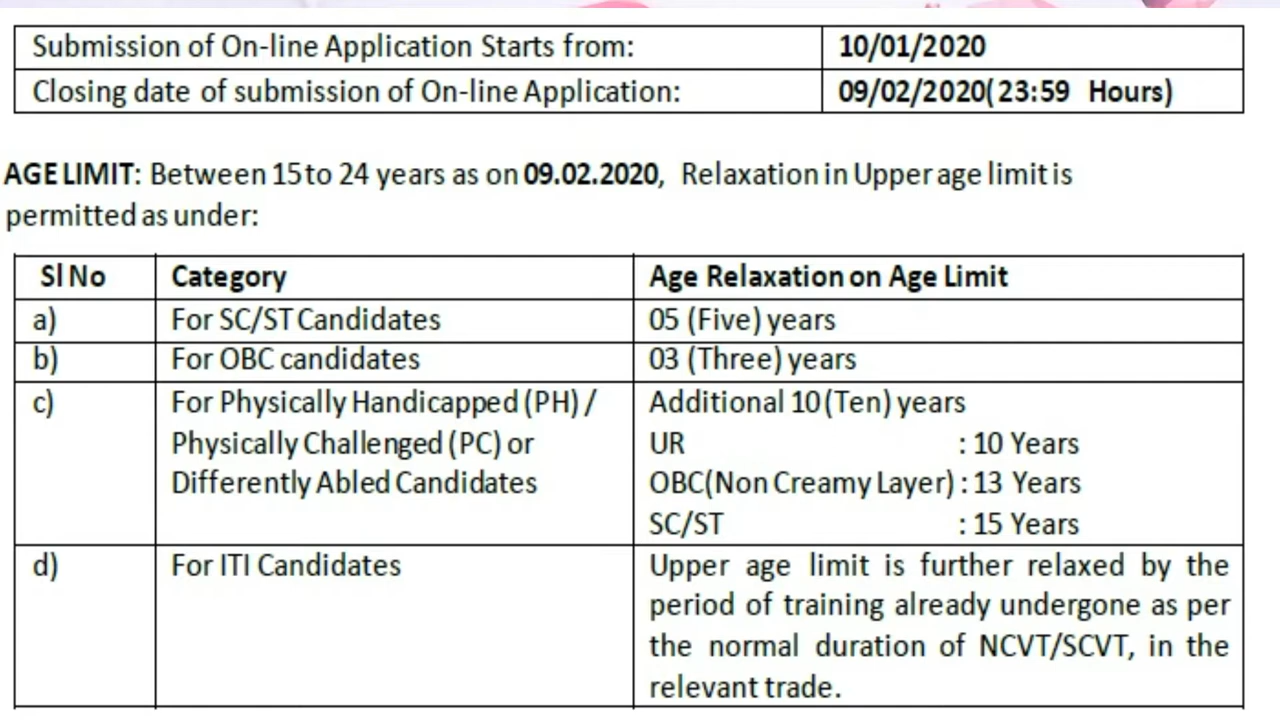 Submission of On-line Application Starts from: 10/01/2020
Closing date of submission of On-line Application: 09/02/2020(23:59 Hours)
AGE LIMIT: Between 15 to 24 years as on 09.02.2020, Relaxation in Upper age limit is
permitted as under:
Sl No Category Age Relaxation on Age Limit
a) For SC/ST Candidates 05 (Five) years
b) For OBC candidates 03 (Three) years
c) For Physically Handicapped (PH) / Additional 10 (Ten) years
Physically Challenged (PC) or UR : 10 Years
Differently Abled Candidates OBC(Non Creamy Layer) : 13 Years
SC/ST : 15 Years
d) For ITI Candidates Upper age limit is further relaxed by the
period of training already undergone as per
the normal duration of NCVT/SCVT, in the
relevant trade.